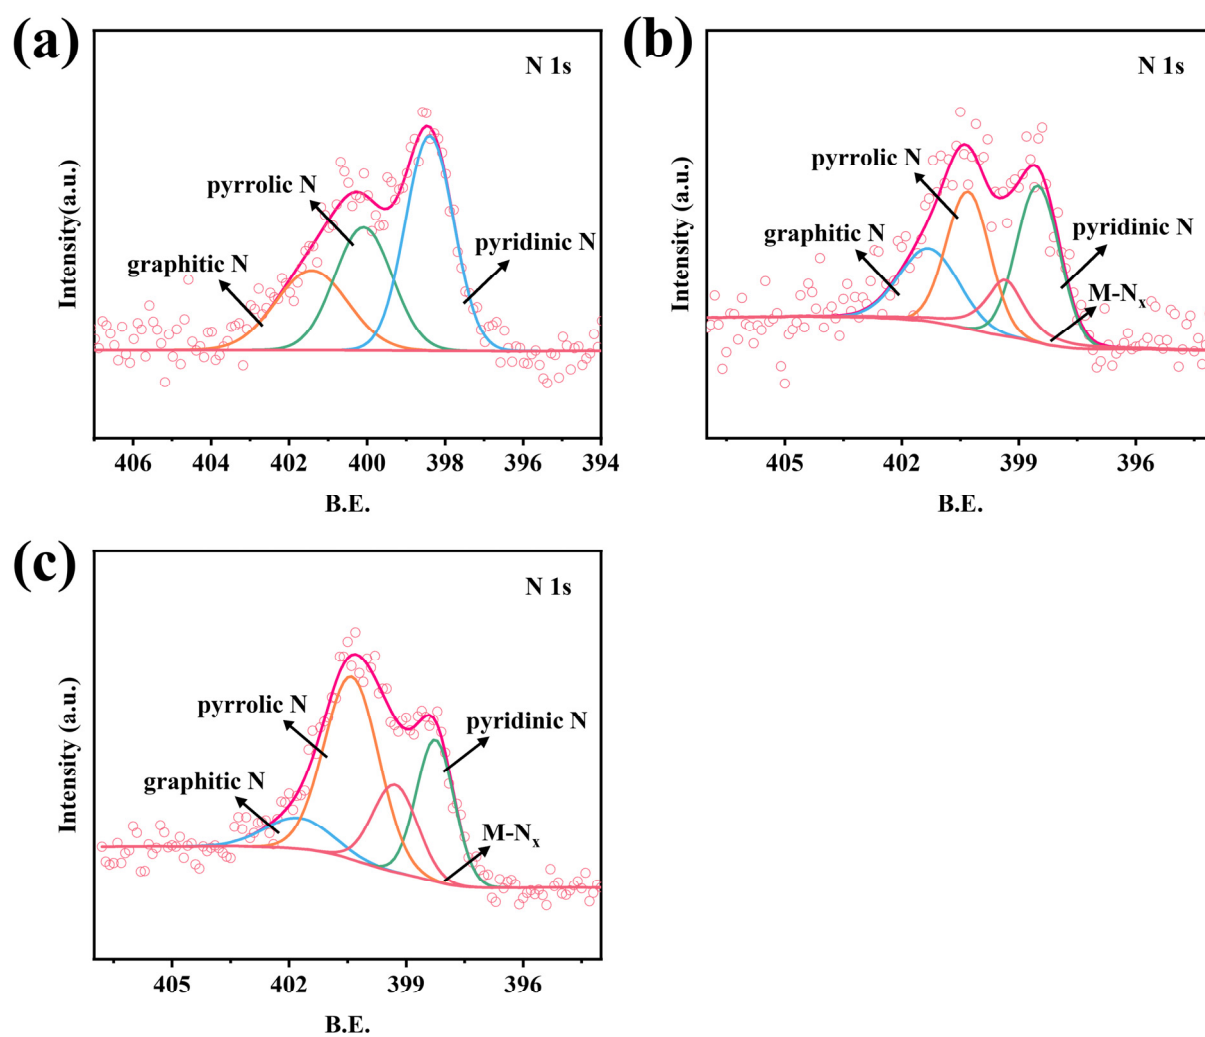 (a)
N 1s
pyrrolic N
pyridinic N
graphitic N
Intensity(a.u.)
406 404 402 400 398 396 394
B.E.
(b)
N 1s
pyrrolic N
graphitic N
pyridinic N
M-Nx
Intensity (a.u.)
405 402 399 396
B.E.
(c)
N 1s
pyrrolic N
pyridinic N
graphitic N
M-Nx
Intensity (a.u.)
405 402 399 396
B.E.